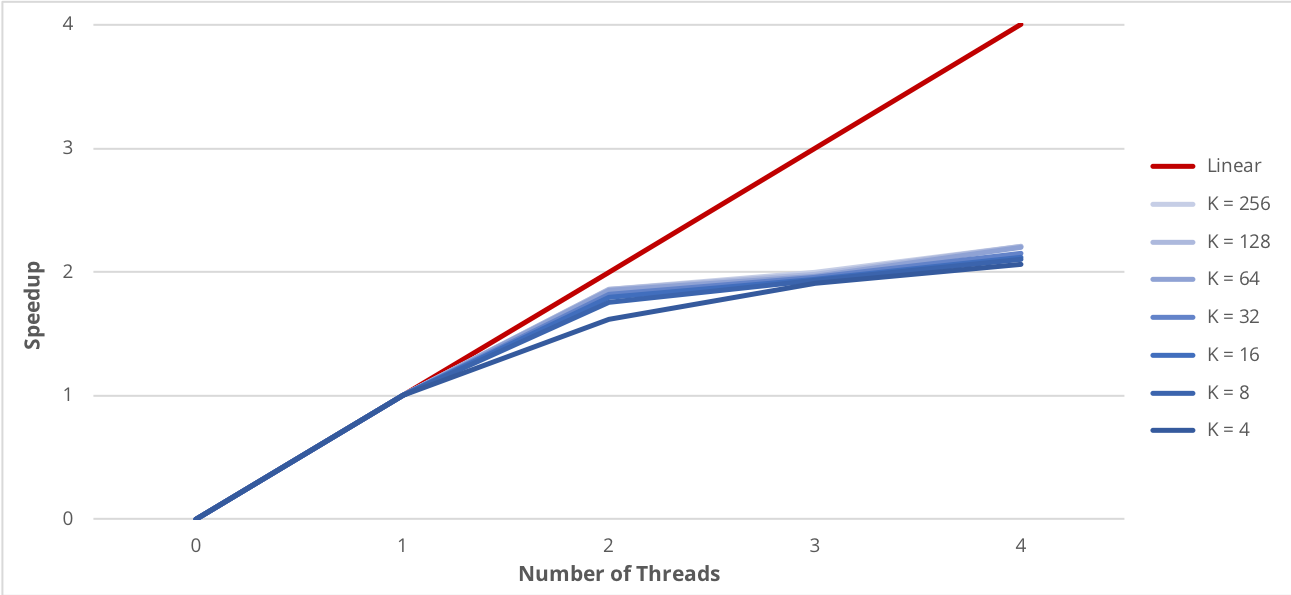 4
3
2
1
0
Speedup
0 1 2 3 4
Number of Threads
Linear
K = 256
K = 128
K = 64
K = 32
K = 16
K = 8
K = 4